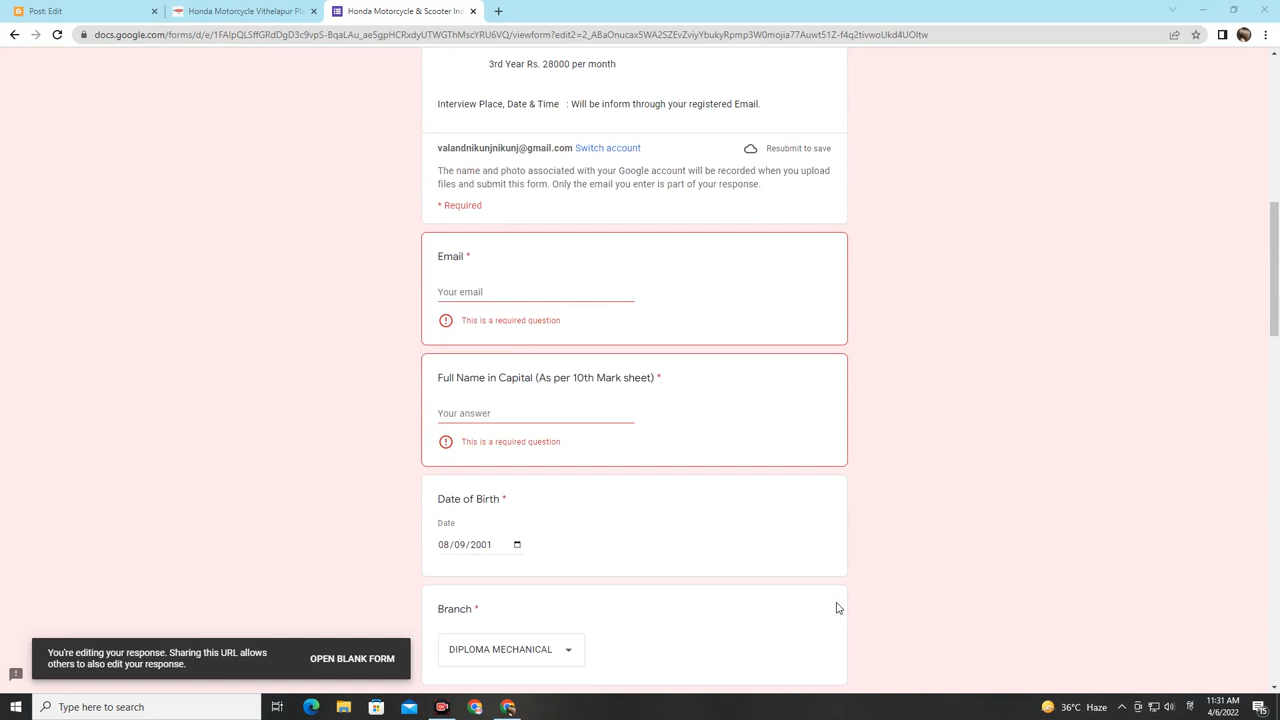 Post: Edit
Honda Motorcycle Vithelapur Pla
Honda Motorcycle & Scooter Ind
docs.google.com/forms/d/e/1FAIpQLSffGRdDgD3c9vpS-BqaLAu_ae5gpHCRxdyUTWGThMscYRU6VQ/viewform?edit2=2_ABaOnucax5WA2SZEvZviyYbukyRpmp3W0mojia77Auwt51Z-f4q2tivwoUkd4UOItw
3rd Year Rs. 28000 per month
Interview Place, Date & Time : Will be inform through your registered Email.
valandnikunjnikunj@gmail.com Switch account
Resubmit to save
The name and photo associated with your Google account will be recorded when you upload
files and submit this form. Only the email you enter is part of your response.
* Required
Email *
Your email
This is a required question
Full Name in Capital (As per 10th Mark sheet) *
Your answer
This is a required question
Date of Birth *
Date
08/09/2001
Branch *
DIPLOMA MECHANICAL
You're editing your response. Sharing this URL allows
others to also edit your response.
OPEN BLANK FORM
Type here to search
36°C Haze
11:31 AM
4/6/2022
15